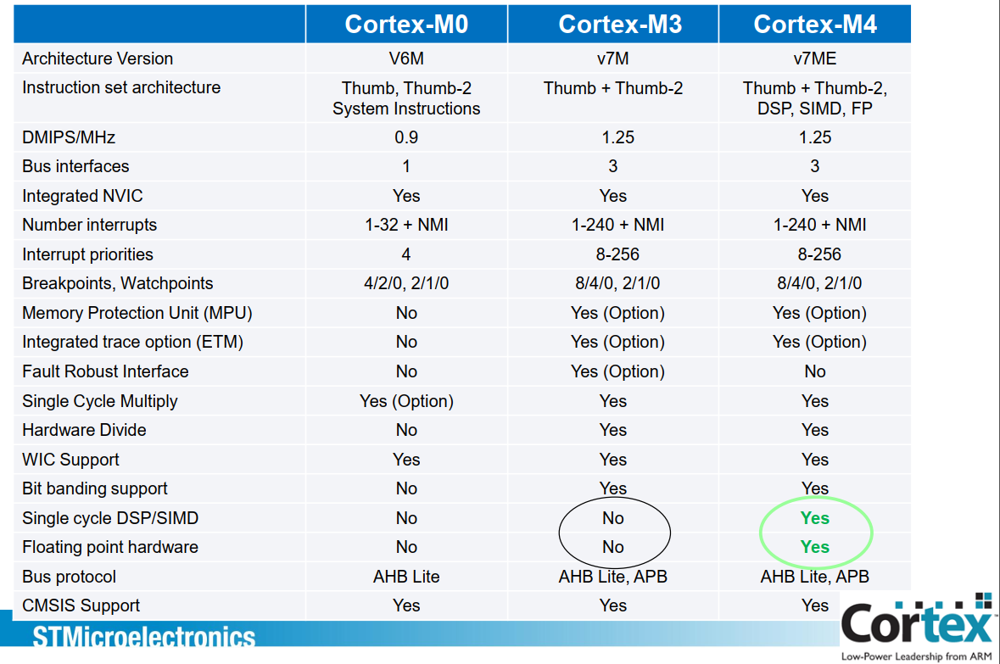 Cortex-M0 Cortex-M3 Cortex-M4
Architecture Version V6M v7M v7ME
Instruction set architecture Thumb, Thumb-2 Thumb + Thumb-2 Thumb + Thumb-2,
System Instructions DSP, SIMD, FP
DMIPS/MHz 0.9 1.25 1.25
Bus interfaces 1 3 3
Integrated NVIC Yes Yes Yes
Number interrupts 1-32 + NMI 1-240 + NMI 1-240 + NMI
Interrupt priorities 4 8-256 8-256
Breakpoints, Watchpoints 4/2/0, 2/1/0 8/4/0, 2/1/0 8/4/0, 2/1/0
Memory Protection Unit (MPU) No Yes (Option) Yes (Option)
Integrated trace option (ETM) No Yes (Option) Yes (Option)
Fault Robust Interface No Yes (Option) No
Single Cycle Multiply Yes (Option) Yes Yes
Hardware Divide No Yes Yes
WIC Support Yes Yes Yes
Bit banding support No Yes Yes
Single cycle DSP/SIMD No No Yes
Floating point hardware No No Yes
Bus protocol AHB Lite AHB Lite, APB AHB Lite, APB
CMSIS Support Yes Yes Yes
STMicroelectronics
Cortex™
Low-Power Leadership from ARM